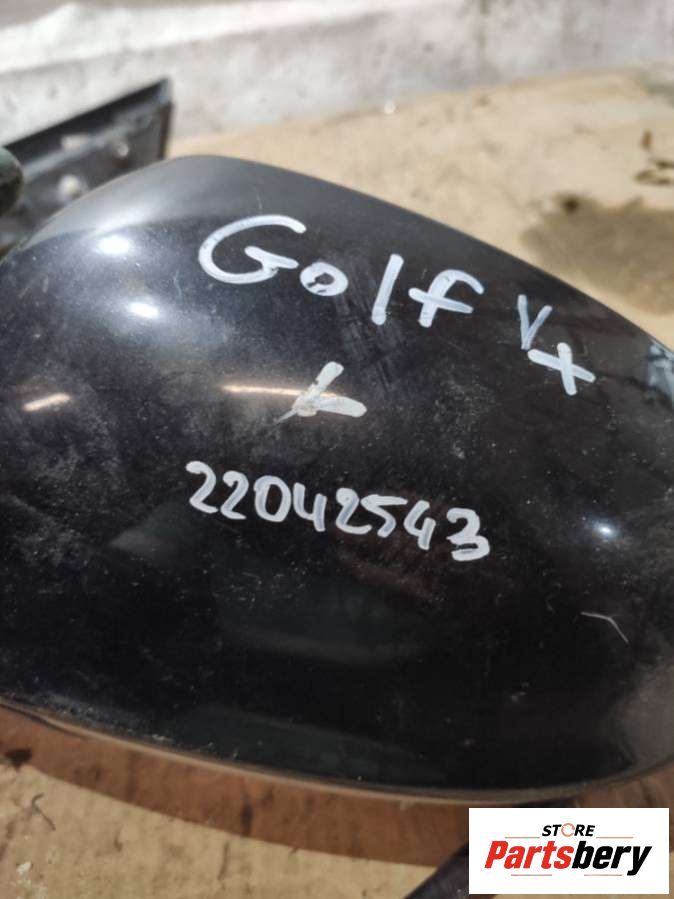 Golf V+
L
22042543
STORE
Partsbery